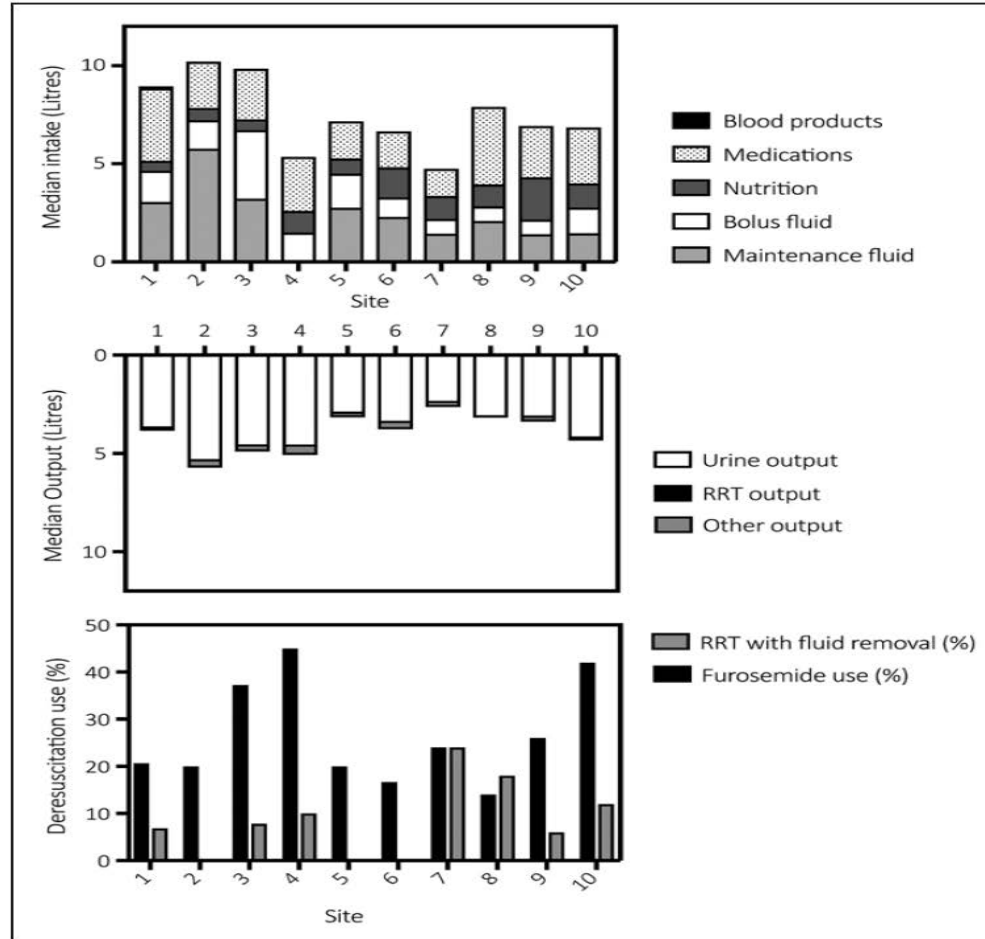 Median intake (Litres)
10
5
0
1 2 3 4 5 6 7 8 9 10
Site
Blood products
Medications
Nutrition
Bolus fluid
Maintenance fluid
1 2 3 4 5 6 7 8 9 10
Median Output (Litres)
0
5
10
Urine output
RRT output
Other output
Deresuscitation use (%)
50
40
30
20
10
0
1 2 3 4 5 6 7 8 9 10
Site
RRT with fluid removal (%)
Furosemide use (%)